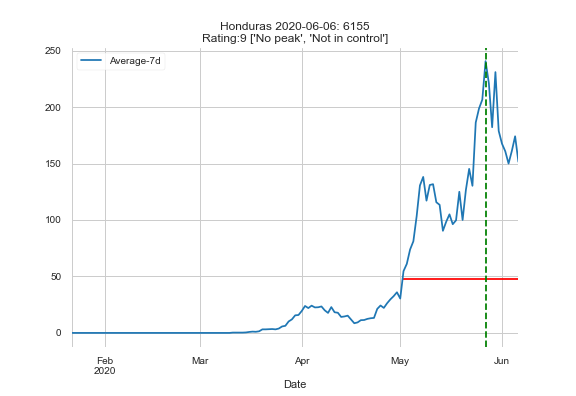 Honduras 2020-06-06: 6155
Rating:9 ['No peak', 'Not in control']
Average-7d
250
200
150
100
50
0
Feb
2020
Mar
Apr
May
Jun
Date